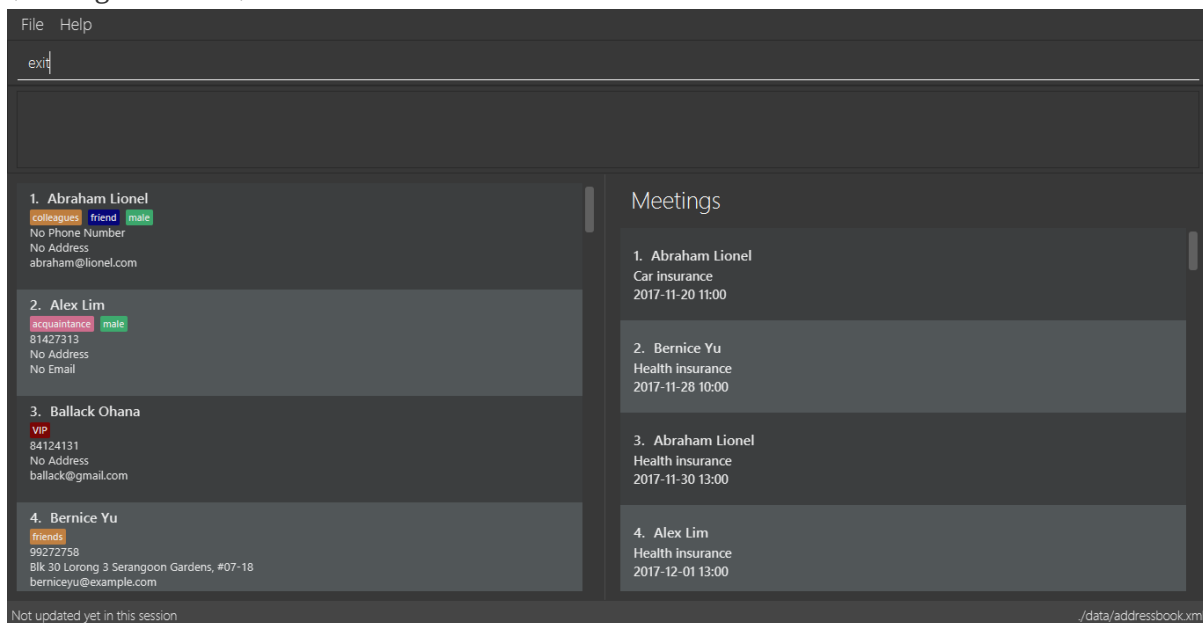 File Help
exit
1. Abraham Lionel
colleagues friend male
No Phone Number
No Address
abraham@lionel.com
2. Alex Lim
acquaintance male
81427313
No Address
No Email
3. Ballack Ohana
VIP
84124131
No Address
ballack@gmail.com
4. Bernice Yu
friends
99272758
Blk 30 Lorong 3 Serangoon Gardens, #07-18
berniceyu@example.com
Meetings
1. Abraham Lionel
Car insurance
2017-11-20 11:00
2. Bernice Yu
Health insurance
2017-11-28 10:00
3. Abraham Lionel
Health insurance
2017-11-30 13:00
4. Alex Lim
Health insurance
2017-12-01 13:00
Not updated yet in this session
./data/addressbook.xm